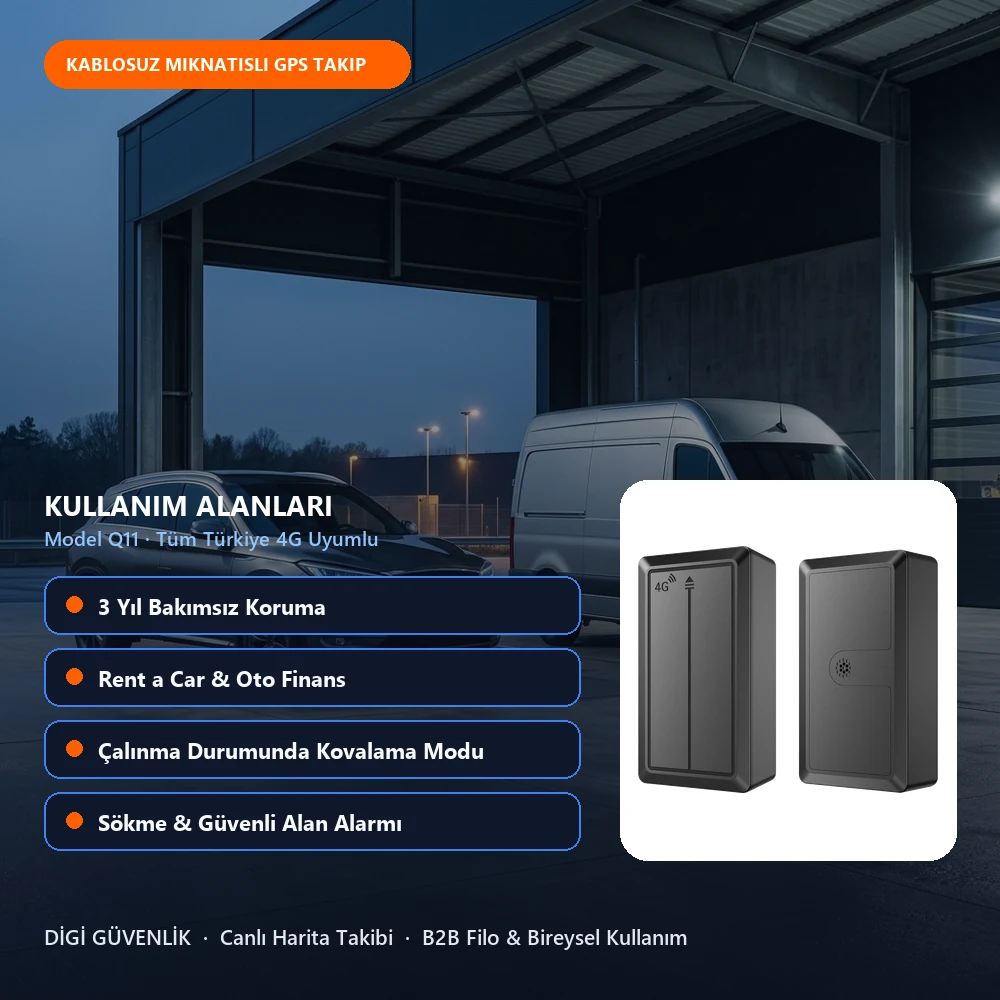 KABLOSUZ MIKNATISLI GPS TAKIP
KULLANIM ALANLARI
Model Q11 · Tüm Türkiye 4G Uyumlu
3 Yıl Bakımsız Koruma
Rent a Car & Oto Finans
Çalınma Durumunda Kovalama Modu
Sökme & Güvenli Alan Alarmı
4G
DİGİ GÜVENLİK · Canlı Harita Takibi · B2B Filo & Bireysel Kullanım